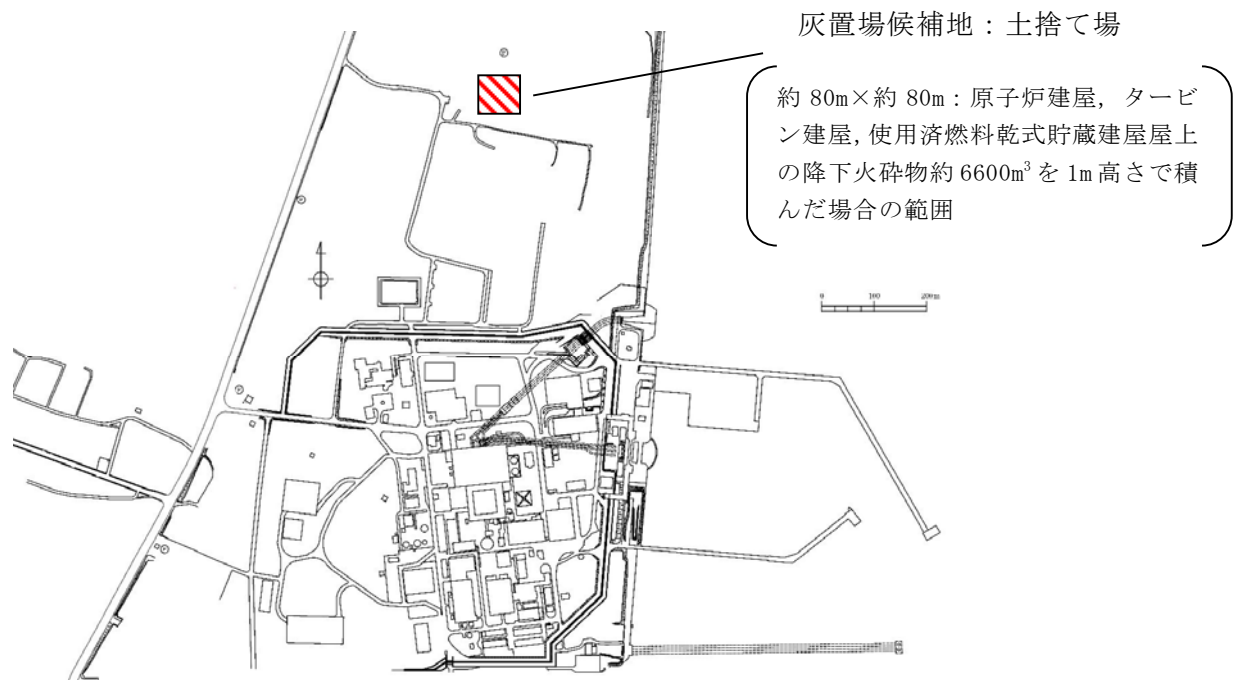 灰置場候補地：土捨て場
約 80m×約 80m：原子炉建屋，タービ
ン建屋,使用済燃料乾式貯蔵建屋屋上
の降下火砕物約 6600m³ を 1m 高さで積
んだ場合の範囲
0 100 200m